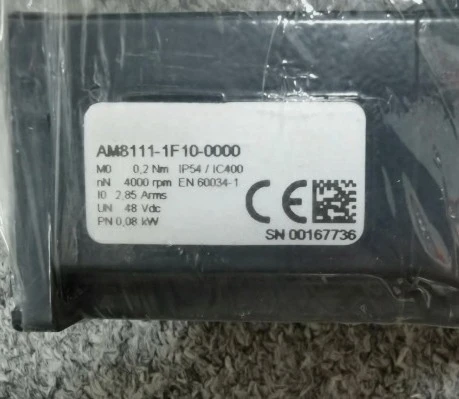 AM8111-1F10-0000
M0 0,2 Nm IP54 / IC400
nN 4000 rpm EN 60034-1
I0 2,85 Arms
UN 48 Vdc
PN 0,08 kW
CE
SN 00167736